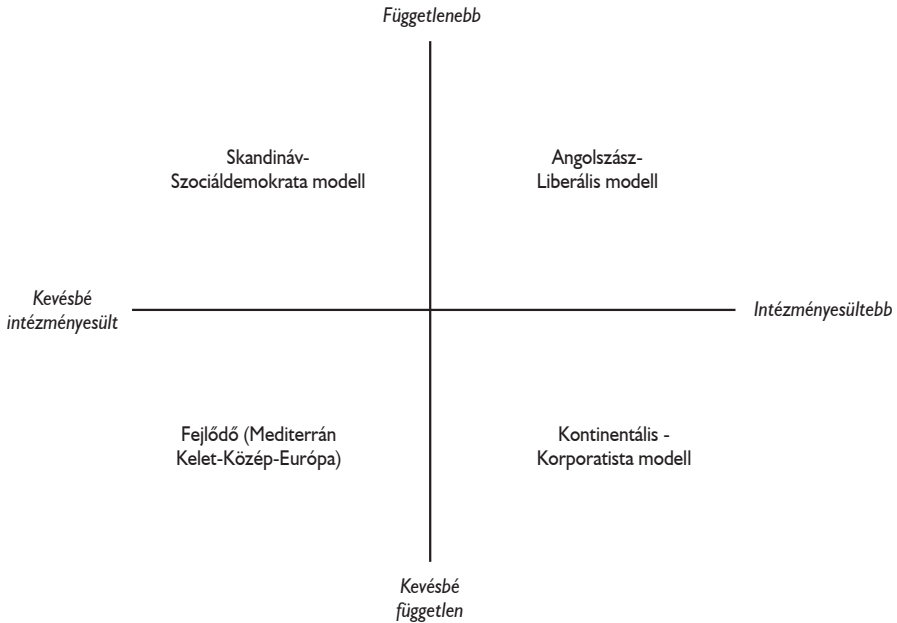 Függetlenebb
Skandináv-
Szociáldemokrata modell
Angolszász-
Liberális modell
Kevésbé
intézményesült
Intézményesültebb
Fejlődő (Mediterrán
Kelet-Közép-Európa)
Kontinentális -
Korporatista modell
Kevésbé
független